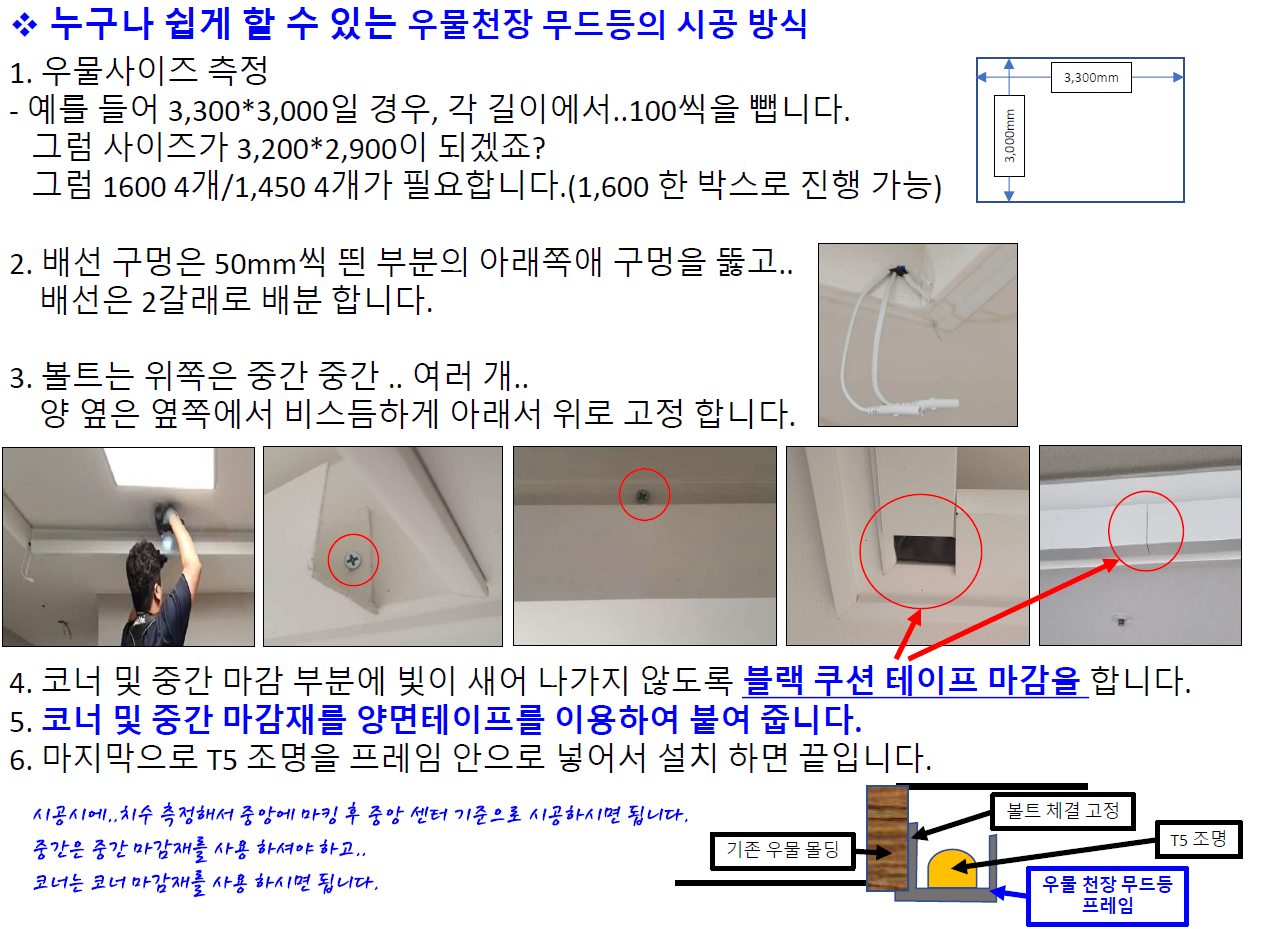 ❖ 누구나 쉽게 할 수 있는 우물천장 무드등의 시공 방식
1. 우물사이즈 측정
- 예를 들어 3,300*3,000일 경우, 각 길이에서..100씩을 뺍니다.
그럼 사이즈가 3,200*2,900이 되겠죠?
그럼 1600 4개/1,450 4개가 필요합니다.(1,600 한 박스로 진행 가능)
3,300mm
3,000mm
2. 배선 구멍은 50mm씩 띈 부분의 아래쪽애 구멍을 뚫고..
배선은 2갈래로 배분 합니다.
3. 볼트는 위쪽은 중간 중간 .. 여러 개..
양 옆은 옆쪽에서 비스듬하게 아래서 위로 고정 합니다.
4. 코너 및 중간 마감 부분에 빛이 새어 나가지 않도록 블랙 쿠션 테이프 마감을 합니다.
5. 코너 및 중간 마감재를 양면테이프를 이용하여 붙여 줍니다.
6. 마지막으로 T5 조명을 프레임 안으로 넣어서 설치 하면 끝입니다.
시공시에..치수 측정해서 중앙에 마킹 후 중앙 센터 기준으로 시공하시면 됩니다.
중간은 중간 마감재를 사용 하셔야 하고..
코너는 코너 마감재를 사용 하시면 됩니다.
볼트 체결 고정
기존 우물 몰딩
T5 조명
우물 천장 무드등
프레임